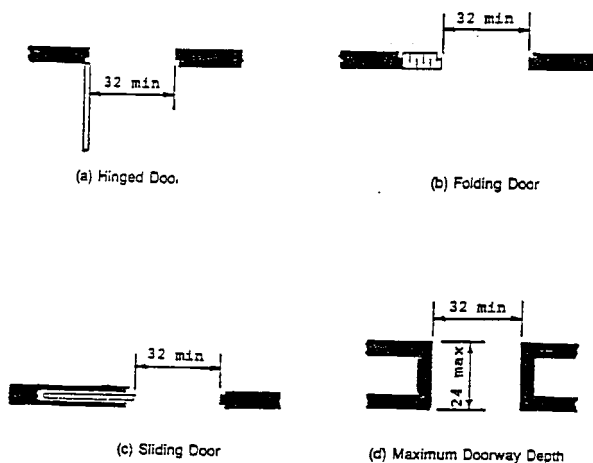 32 min
32 min
(a) Hinged Doo.
(b) Folding Door
32 min
32 min
24 max
(c) Sliding Door
(d) Maximum Doorway Depth